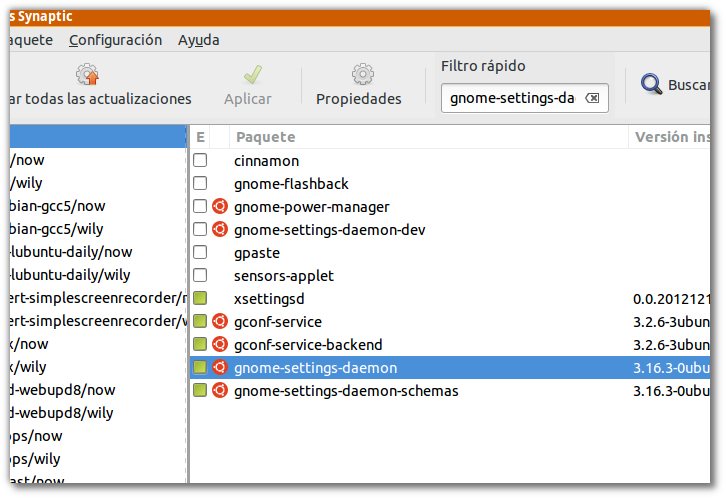 s Synaptic
aquete Configuración Ayuda
ar todas las actualizaciones Aplicar Propiedades Filtro rápido gnome-settings-da Buscar
E Paquete Versión ins
/now
/wily
bian-gcc5/now
bian-gcc5/wily
-lubuntu-daily/now
-lubuntu-daily/wily
ert-simplescreenrecorder/
ert-simplescreenrecorder/
x/now
x/wily
d-webupd8/now
d-webupd8/wily
ops/now
ops/wily
ast/now
cinnamon
gnome-flashback
gnome-power-manager
gnome-settings-daemon-dev
gpaste
sensors-applet
xsettingsd 0.0.2012121
gconf-service 3.2.6-3ubun
gconf-service-backend 3.2.6-3ubun
gnome-settings-daemon 3.16.3-0ubu
gnome-settings-daemon-schemas 3.16.3-0ubu